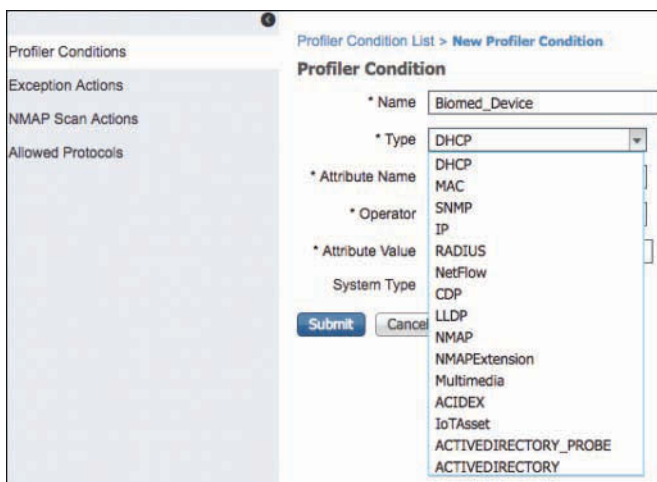 Profiler Conditions
Exception Actions
NMAP Scan Actions
Allowed Protocols
Profiler Condition List > New Profiler Condition
Profiler Condition
* Name Biomed_Device
* Type DHCP
DHCP
MAC
SNMP
IP
RADIUS
NetFlow
CDP
LLDP
NMAP
NMAPExtension
Multimedia
ACIDEX
IoTAsset
ACTIVEDIRECTORY_PROBE
ACTIVEDIRECTORY
* Attribute Name
* Operator
* Attribute Value
System Type
Submit